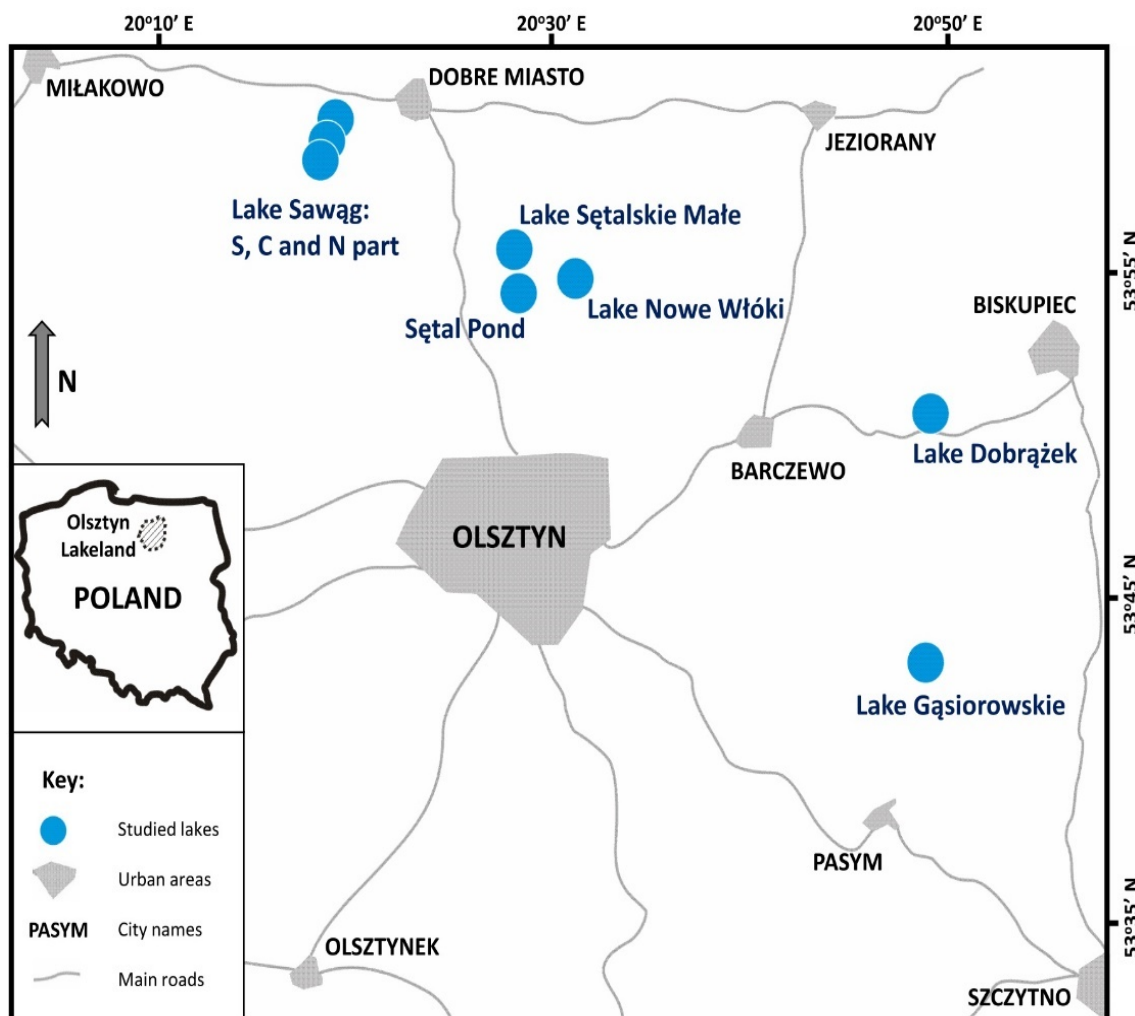 20°10′ E
20°30′ E
20°50′ E
MIŁAKOWO
DOBRE MIASTO
JEZIORANY
Lake Sawąg:
S, C and N part
Lake Sętalskie Małe
53°55′ N
Lake Nowe Włóki
Sętal Pond
BISKUPIEC
N
Lake Dobrążek
BARCZEWO
OLSZTYN
Olsztyn
Lakeland
POLAND
53°45′ N
Lake Gąsiorowskie
Key:
Studied lakes
Urban areas
PASYM City names
Main roads
PASYM
53°35′ N
OLSZTYNEK
SZCZYTNO